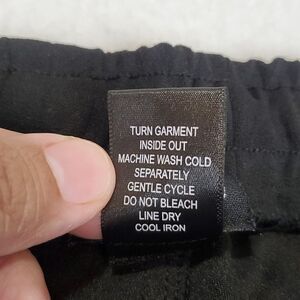 TURN GARMENT
INSIDE OUT
MACHINE WASH COLD
SEPARATELY
GENTLE CYCLE
DO NOT BLEACH
LINE DRY
COOL IRON